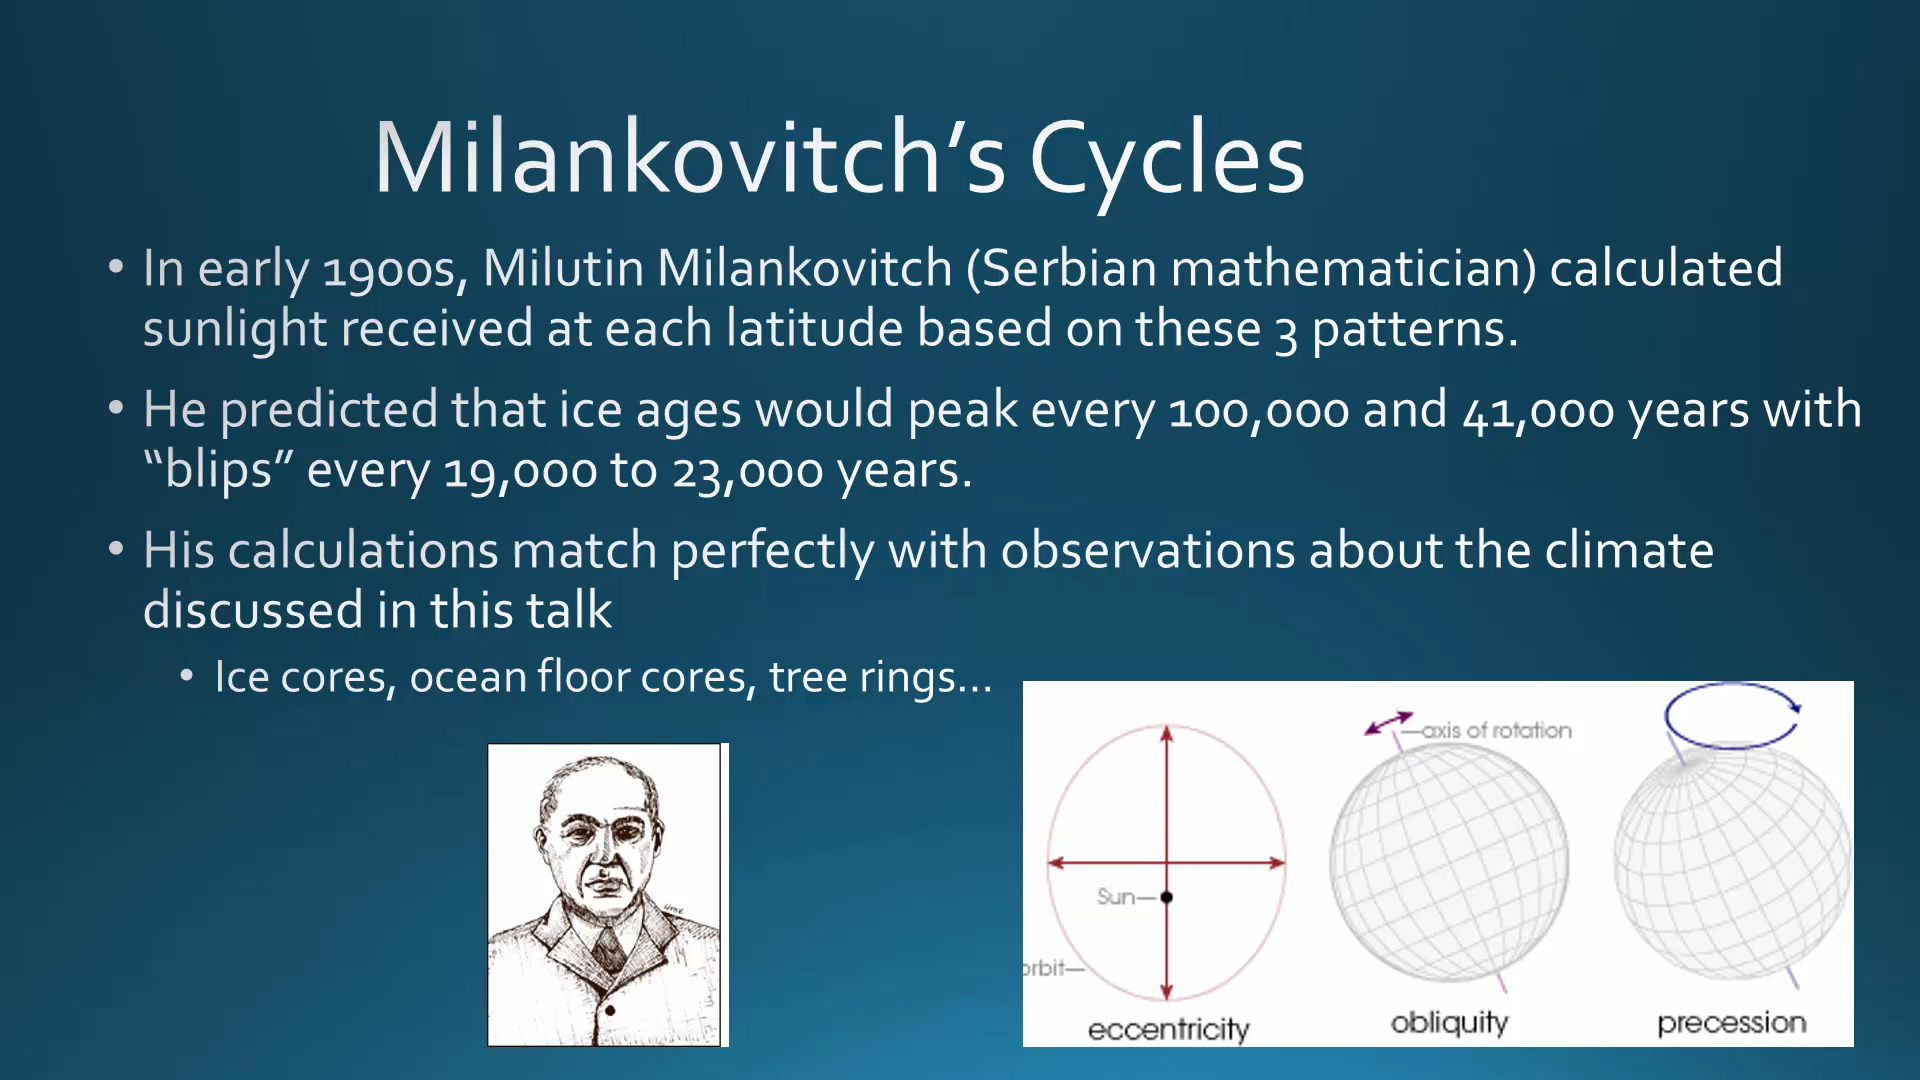 Milankovitch’s Cycles
• In early 1900s, Milutin Milankovitch (Serbian mathematician) calculated
sunlight received at each latitude based on these 3 patterns.
• He predicted that ice ages would peak every 100,000 and 41,000 years with
“blips” every 19,000 to 23,000 years.
• His calculations match perfectly with observations about the climate
discussed in this talk
• Ice cores, ocean floor cores, tree rings...
axis of rotation
Sun
orbit
eccentricity
obliquity
precession